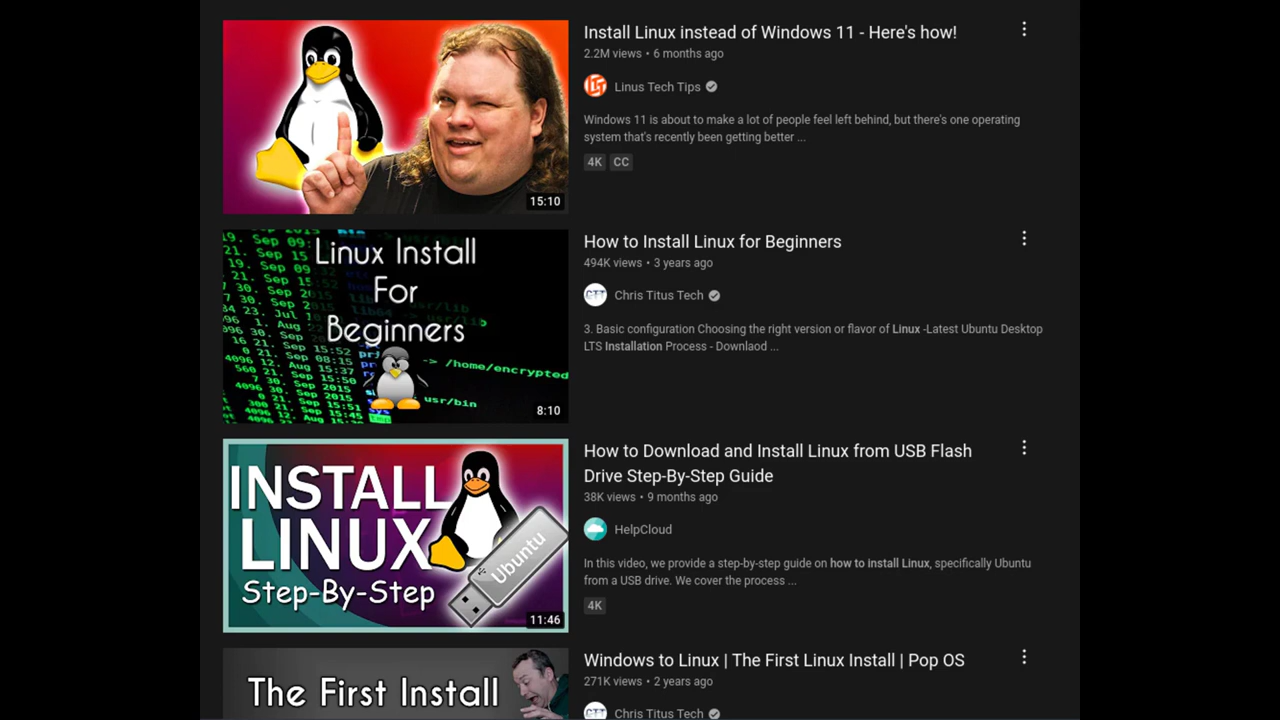 Install Linux instead of Windows 11 - Here's how!
2.2M views • 6 months ago
Linus Tech Tips
Windows 11 is about to make a lot of people feel left behind, but there's one operating
system that's recently been getting better ...
4K CC
15:10
Linux Install
For
Beginners
-> /home/encrypted
usr/bin
8:10
How to Install Linux for Beginners
494K views • 3 years ago
CTT Chris Titus Tech
3. Basic configuration Choosing the right version or flavor of Linux -Latest Ubuntu Desktop
LTS Installation Process - Downlaod ...
INSTALL
LINUX
Step-By-Step
Ubuntu
11:46
How to Download and Install Linux from USB Flash
Drive Step-By-Step Guide
38K views • 9 months ago
HelpCloud
In this video, we provide a step-by-step guide on how to install Linux, specifically Ubuntu
from a USB drive. We cover the process ...
4K
The First Install
Windows to Linux | The First Linux Install | Pop OS
271K views • 2 years ago
CTT Chris Titus Tech